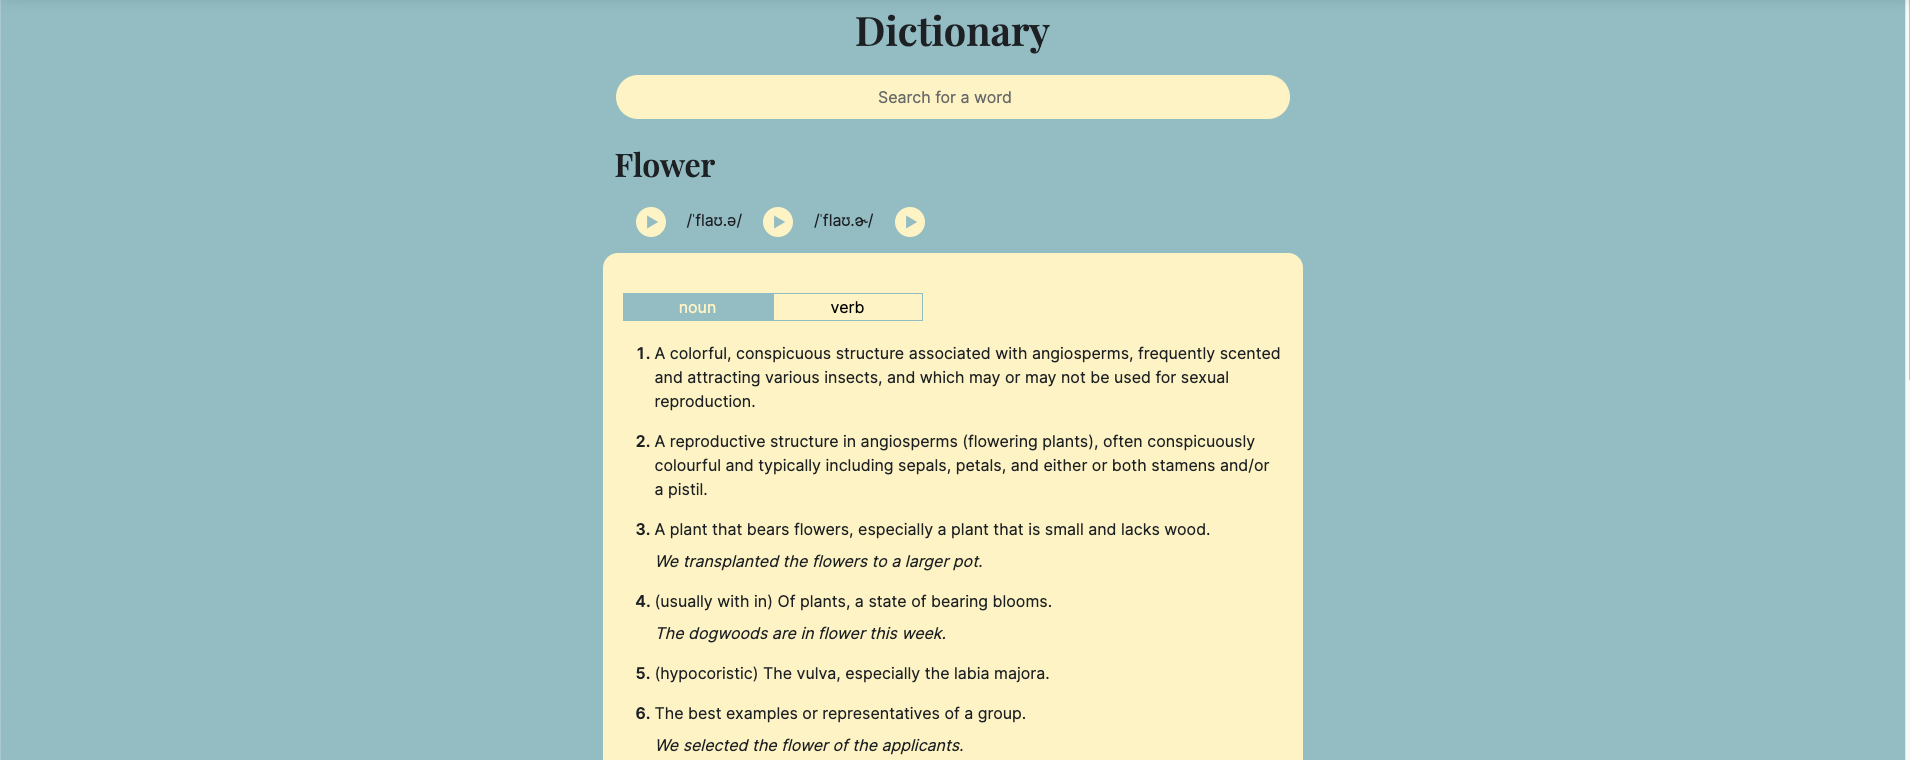 Dictionary
Search for a word
Flower
/ˈflaʊ.ə/ /ˈflaʊ.ɚ/
noun verb
1. A colorful, conspicuous structure associated with angiosperms, frequently scented
and attracting various insects, and which may or may not be used for sexual
reproduction.
2. A reproductive structure in angiosperms (flowering plants), often conspicuously
colourful and typically including sepals, petals, and either or both stamens and/or
a pistil.
3. A plant that bears flowers, especially a plant that is small and lacks wood.
We transplanted the flowers to a larger pot.
4. (usually with in) Of plants, a state of bearing blooms.
The dogwoods are in flower this week.
5. (hypocoristic) The vulva, especially the labia majora.
6. The best examples or representatives of a group.
We selected the flower of the applicants.